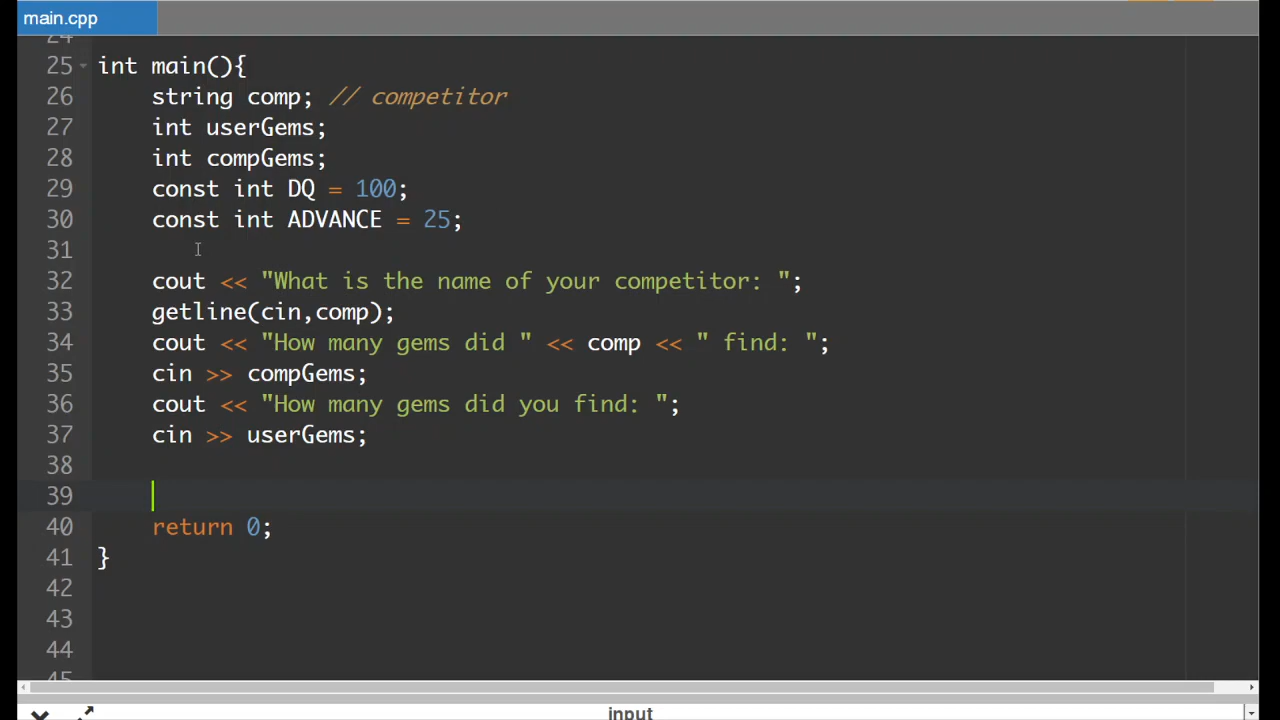 main.cpp
24
25 int main(){
26 string comp; // competitor
27 int userGems;
28 int compGems;
29 const int DQ = 100;
30 const int ADVANCE = 25;
31
32 cout << "What is the name of your competitor: ";
33 getline(cin,comp);
34 cout << "How many gems did " << comp << " find: ";
35 cin >> compGems;
36 cout << "How many gems did you find: ";
37 cin >> userGems;
38
39
40 return 0;
41 }
42
43
44
45
input